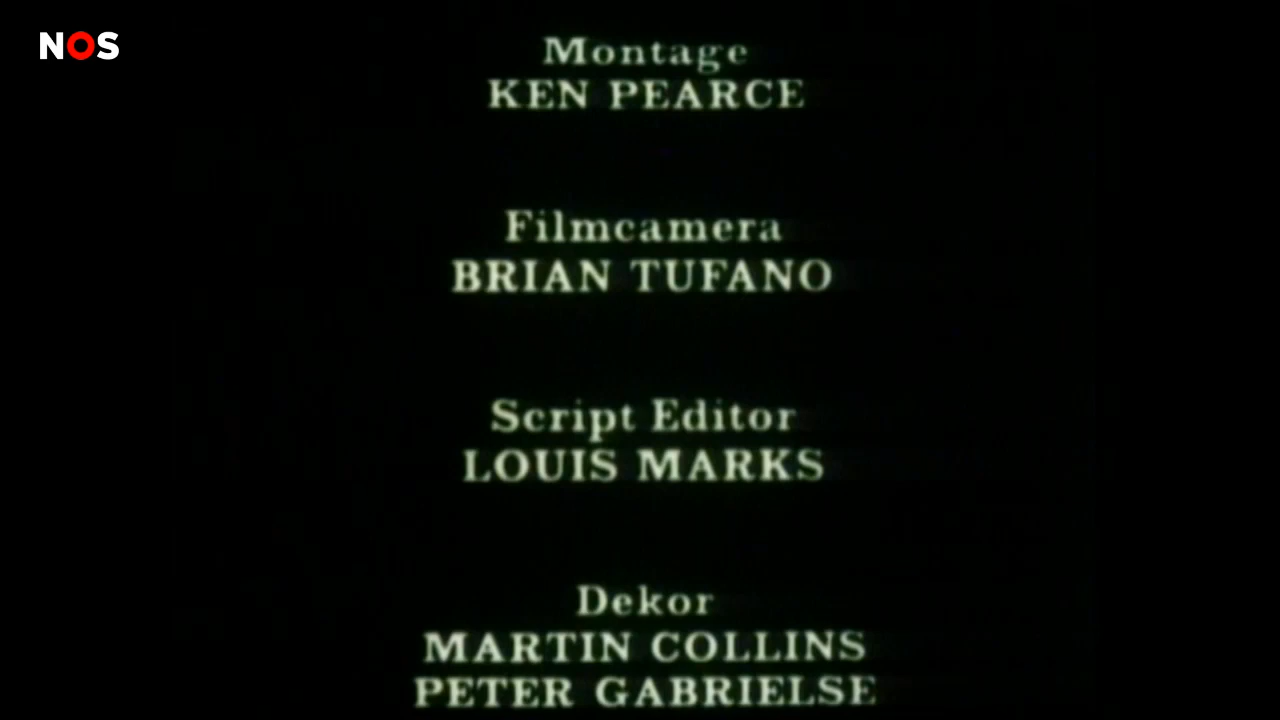 NOS
Montage
KEN PEARCE
Filmcamera
BRIAN TUFANO
Script Editor
LOUIS MARKS
Dekor
MARTIN COLLINS
PETER GABRIELSE